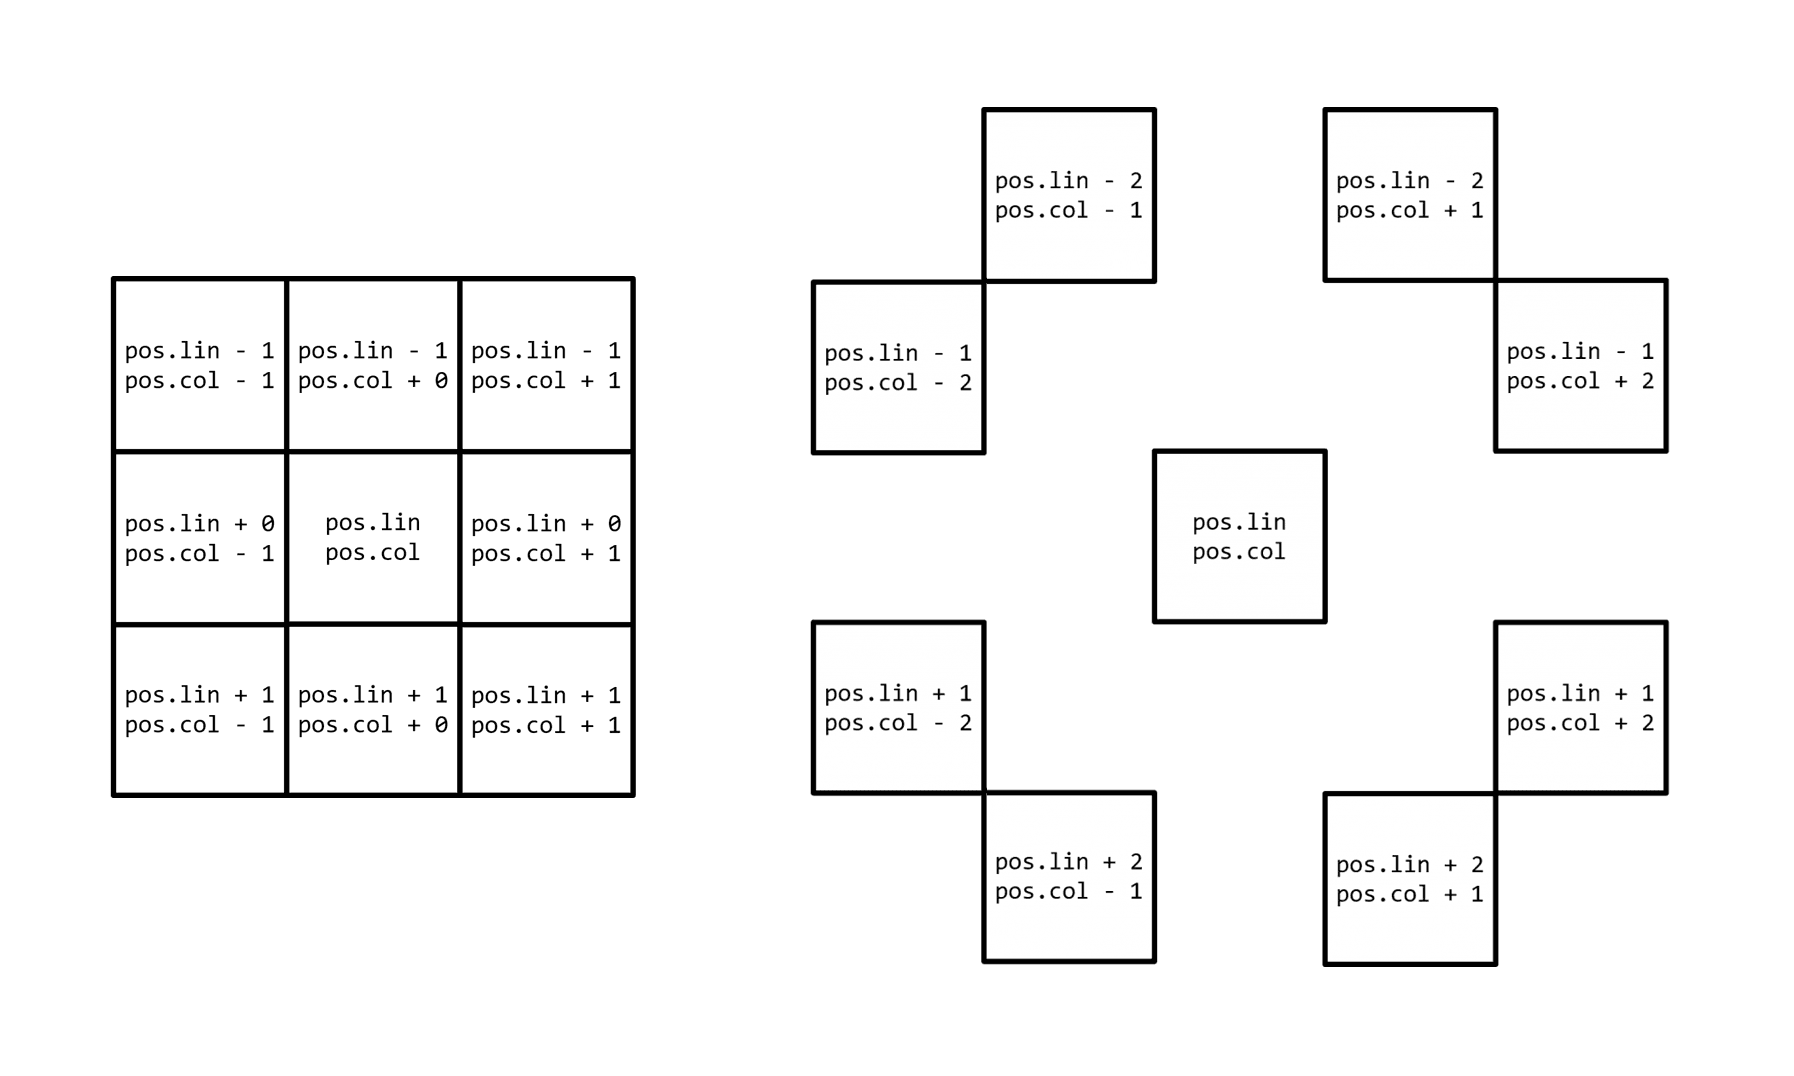 pos.lin - 1
pos.col - 1
pos.lin - 1
pos.col + 0
pos.lin - 1
pos.col + 1
pos.lin + 0
pos.col - 1
pos.lin
pos.col
pos.lin + 0
pos.col + 1
pos.lin + 1
pos.col - 1
pos.lin + 1
pos.col + 0
pos.lin + 1
pos.col + 1
pos.lin - 2
pos.col - 1
pos.lin - 2
pos.col + 1
pos.lin - 1
pos.col - 2
pos.lin - 1
pos.col + 2
pos.lin
pos.col
pos.lin + 1
pos.col - 2
pos.lin + 1
pos.col + 2
pos.lin + 2
pos.col - 1
pos.lin + 2
pos.col + 1